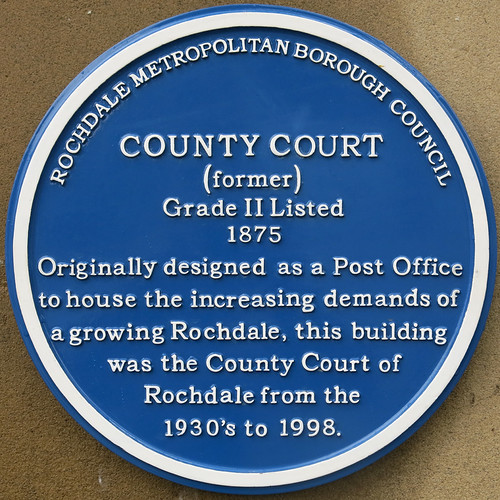 ROCHDALE METROPOLITAN BOROUGH COUNCIL
COUNTY COURT
(former)
Grade II Listed
1875
Originally designed as a Post Office
to house the increasing demands of
a growing Rochdale, this building
was the County Court of
Rochdale from the
1930's to 1998.